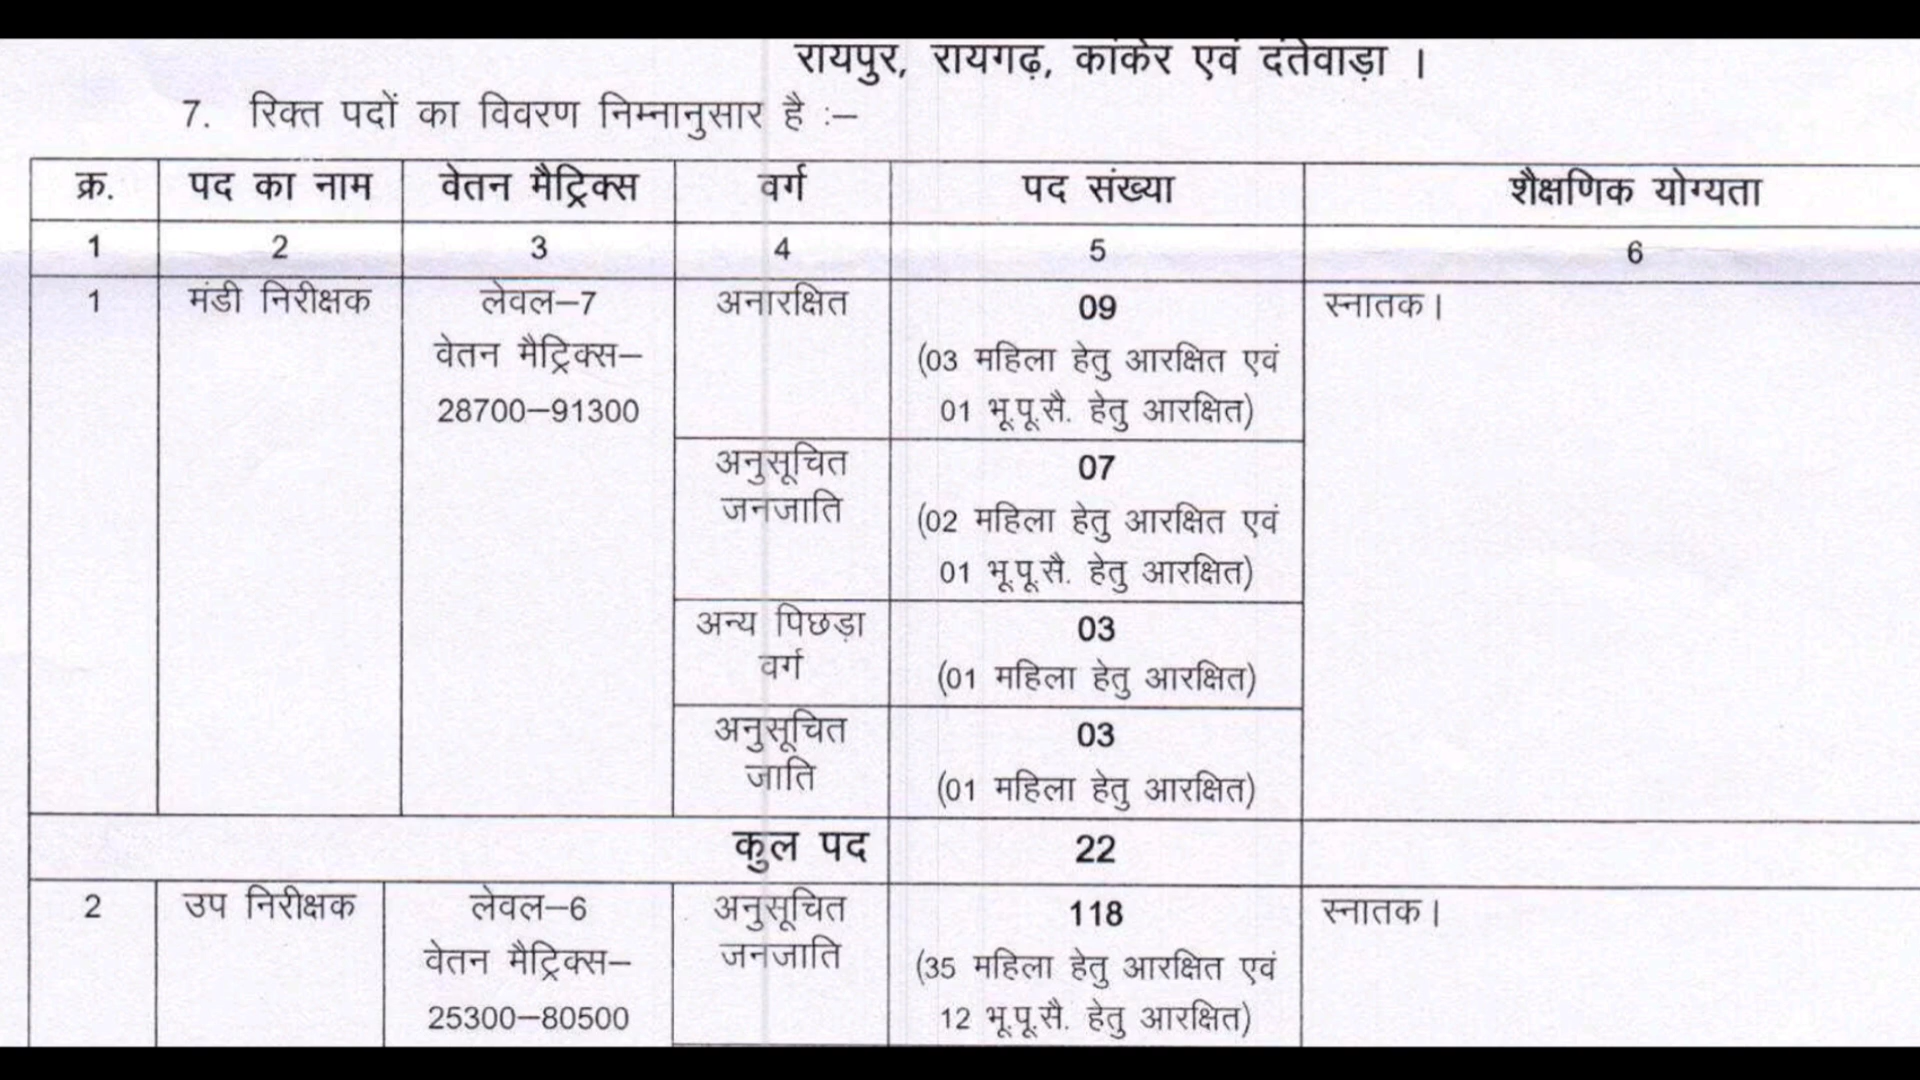 रायपुर, रायगढ़, कांकेर एवं दंतेवाड़ा ।
7. रिक्त पदों का विवरण निम्नानुसार है :–
क्र. पद का नाम वेतन मैट्रिक्स वर्ग पद संख्या शैक्षणिक योग्यता
1 2 3 4 5 6
1 मंडी निरीक्षक लेवल–7 अनारक्षित 09 स्नातक।
वेतन मैट्रिक्स– (03 महिला हेतु आरक्षित एवं
28700–91300 01 भू.पू.सै. हेतु आरक्षित)
अनुसूचित 07
जनजाति (02 महिला हेतु आरक्षित एवं
01 भू.पू.सै. हेतु आरक्षित)
अन्य पिछड़ा 03
वर्ग (01 महिला हेतु आरक्षित)
अनुसूचित 03
जाति (01 महिला हेतु आरक्षित)
कुल पद 22
2 उप निरीक्षक लेवल–6 अनुसूचित 118 स्नातक।
वेतन मैट्रिक्स– जनजाति (35 महिला हेतु आरक्षित एवं
25300–80500 12 भू.पू.सै. हेतु आरक्षित)